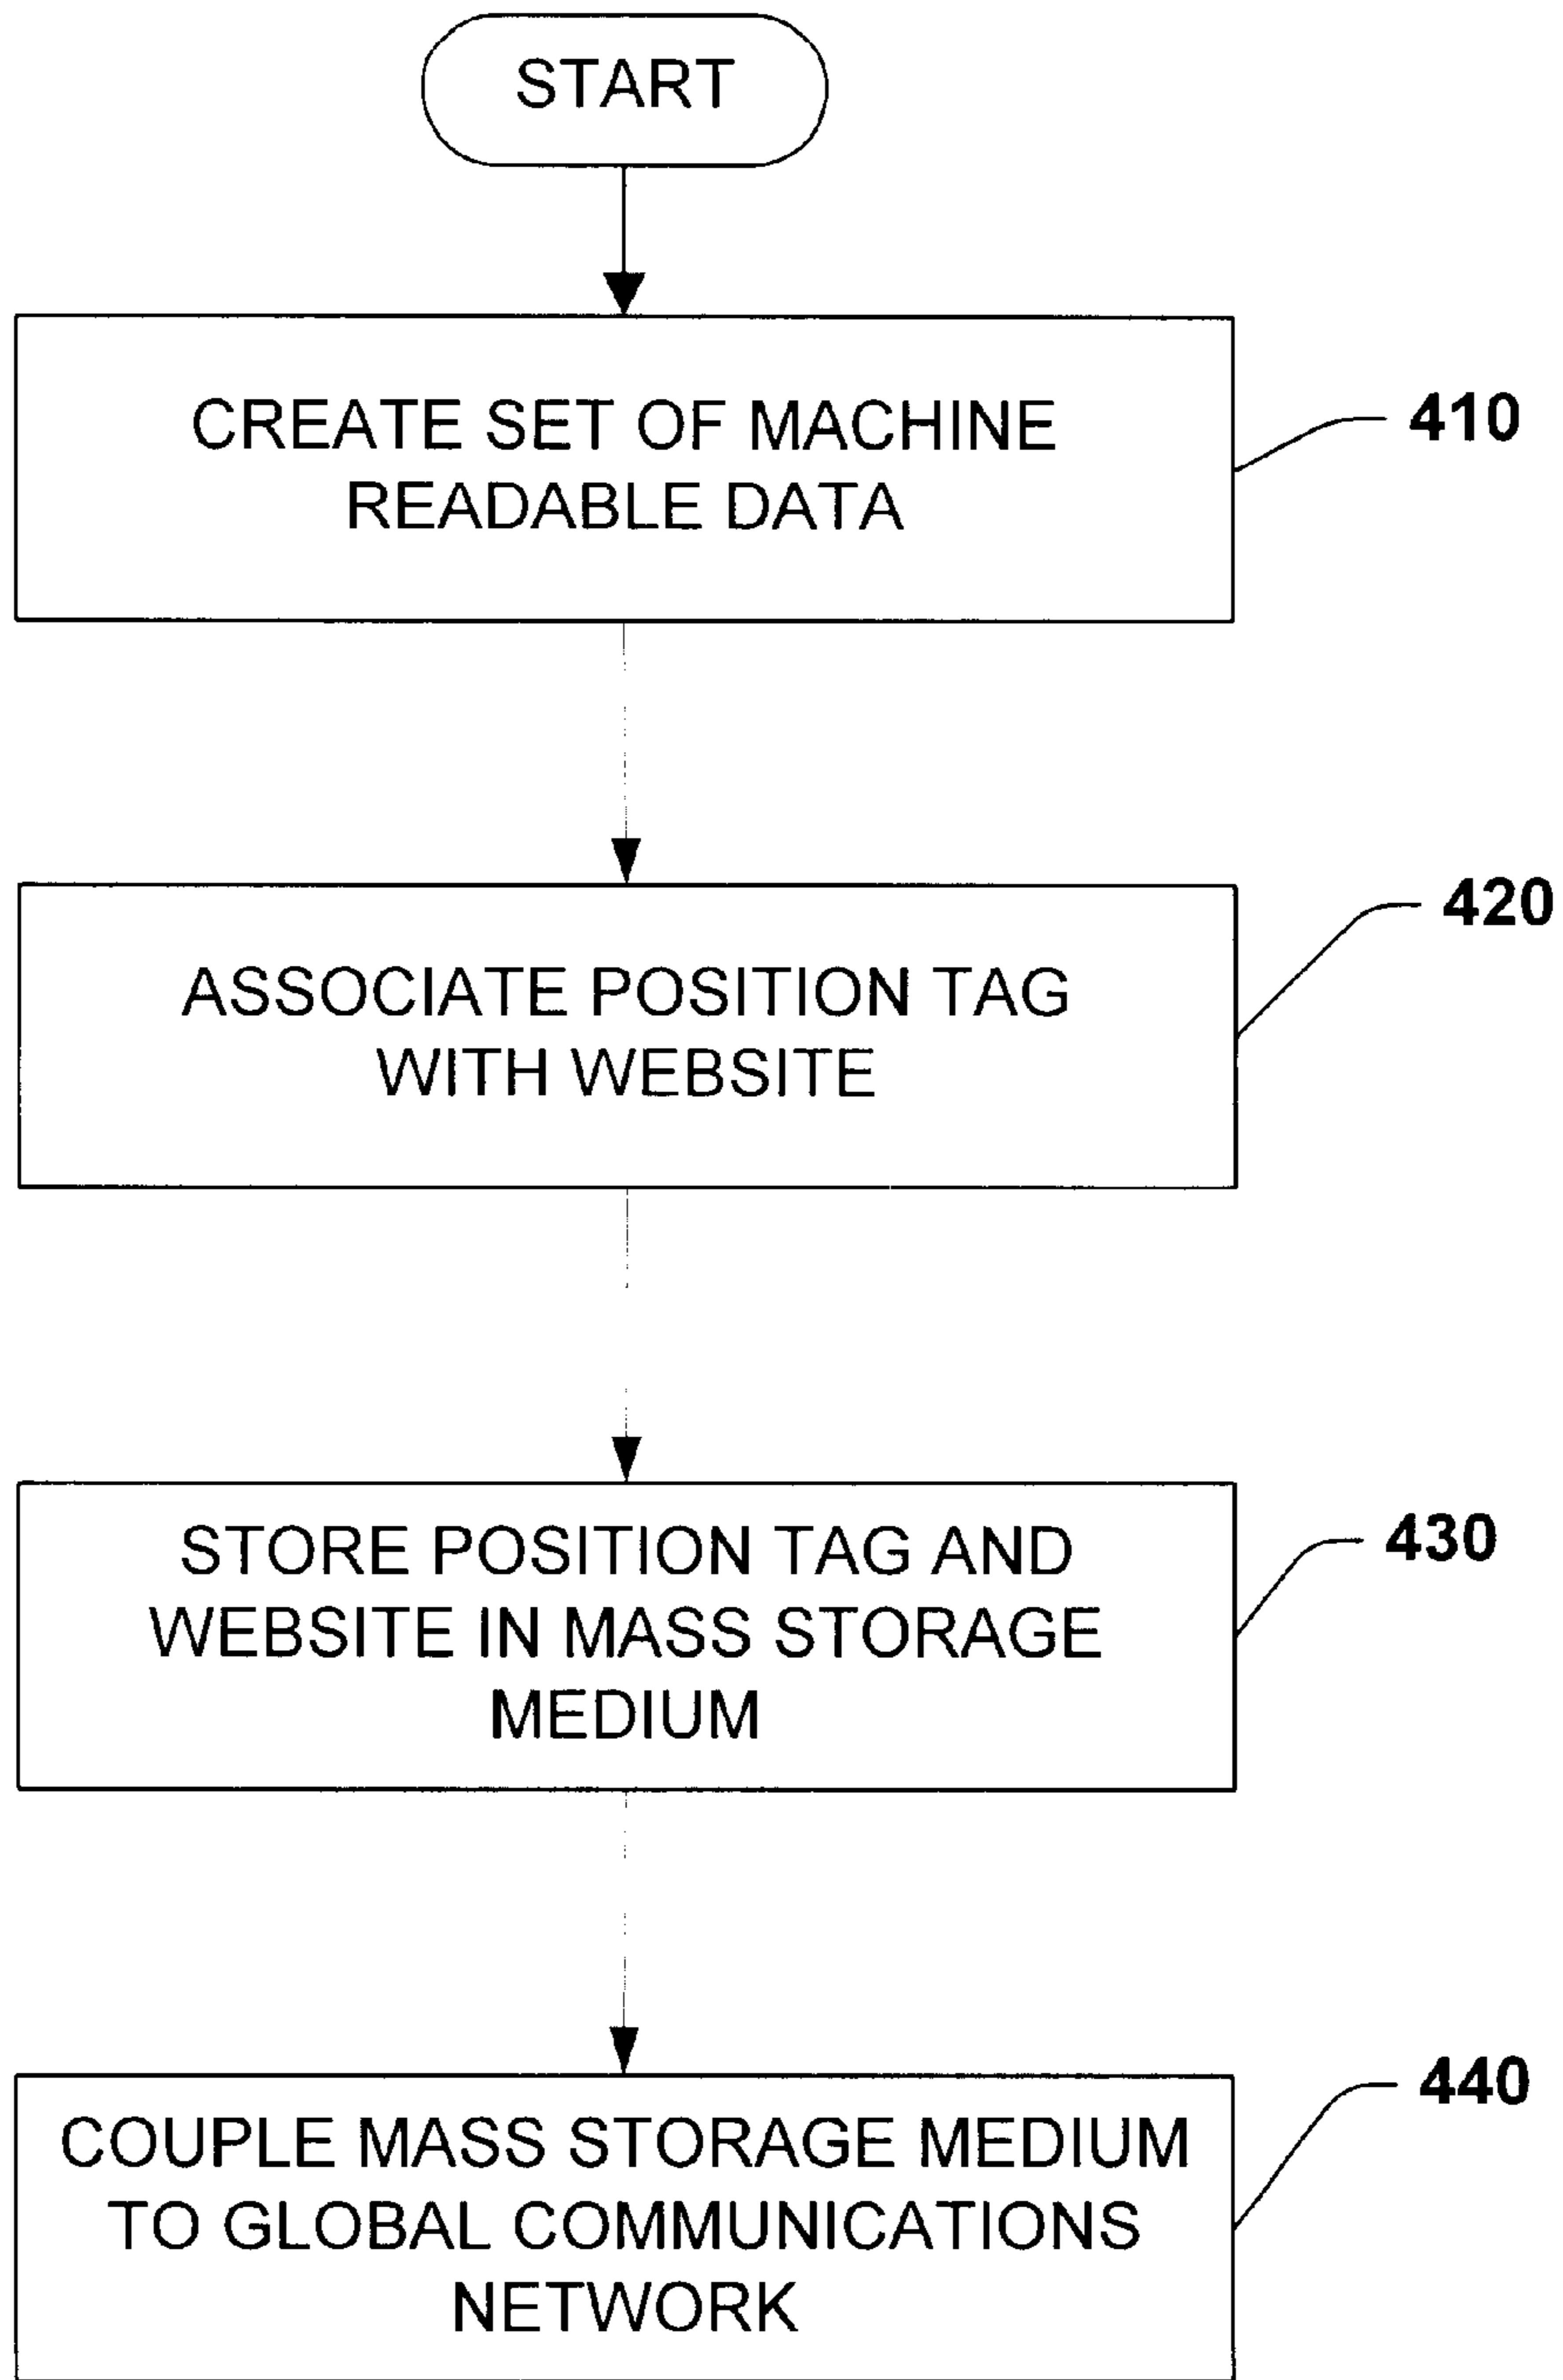 START
CREATE SET OF MACHINE
READABLE DATA
410
ASSOCIATE POSITION TAG
WITH WEBSITE
420
STORE POSITION TAG AND
WEBSITE IN MASS STORAGE
MEDIUM
430
COUPLE MASS STORAGE MEDIUM
TO GLOBAL COMMUNICATIONS
NETWORK
440